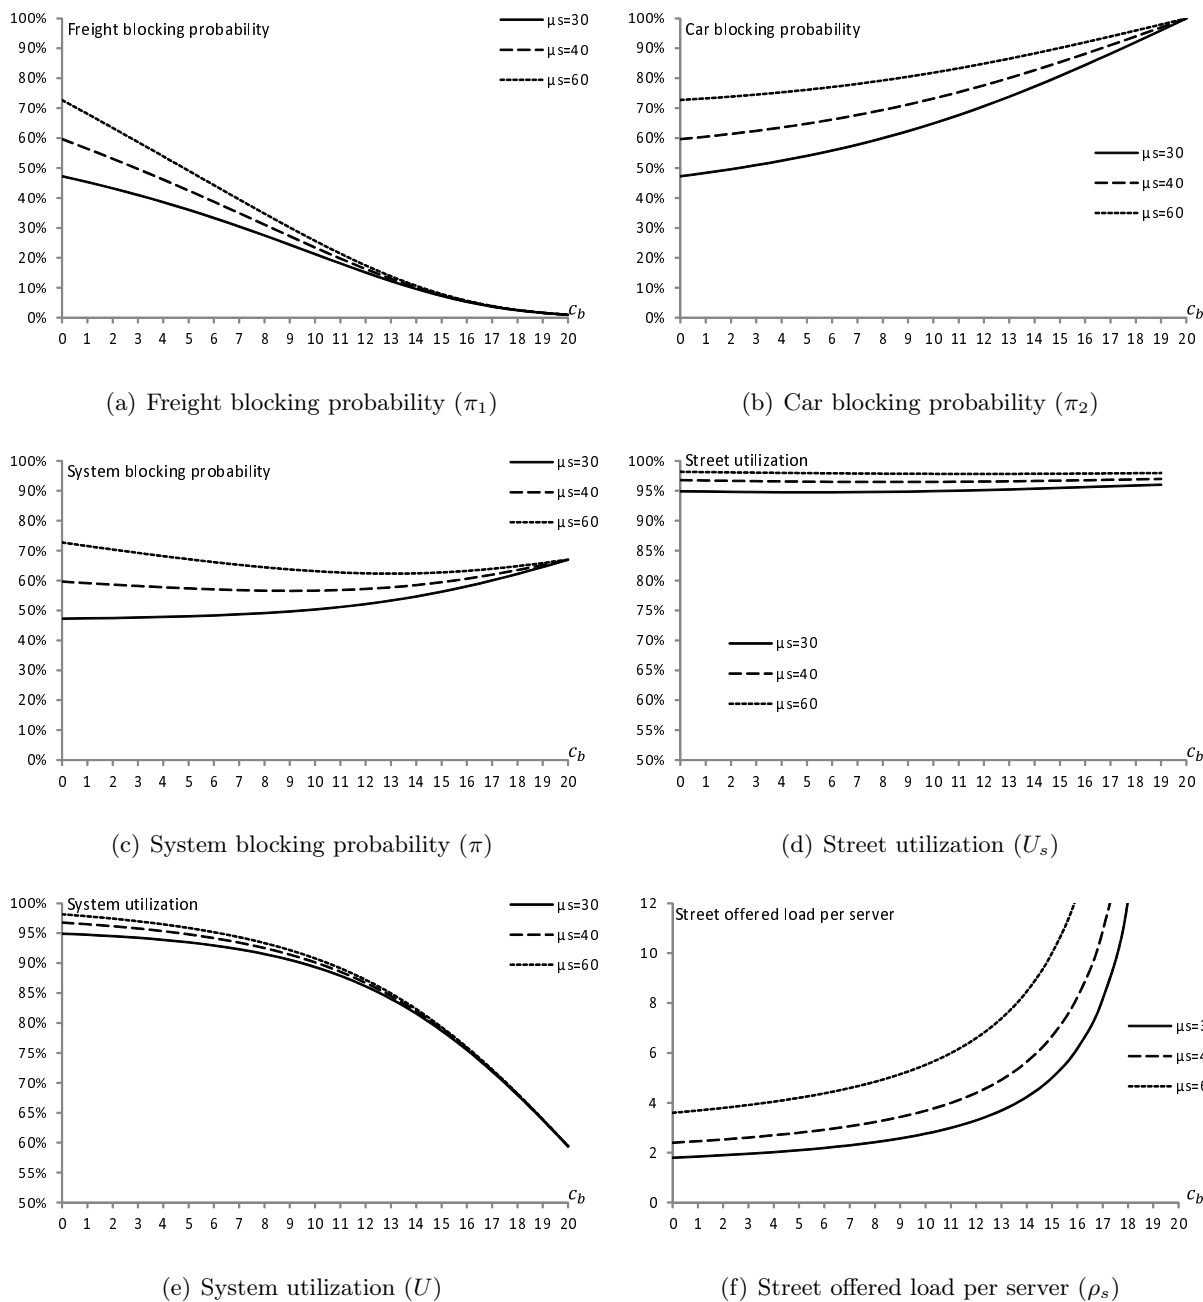 Freight blocking probability
100%
90%
80%
70%
60%
50%
40%
30%
20%
10%
0%
μs=30
μs=40
μs=60
c_b
0 1 2 3 4 5 6 7 8 9 10 11 12 13 14 15 16 17 18 19 20
(a) Freight blocking probability (π₁)
Car blocking probability
100%
90%
80%
70%
60%
50%
40%
30%
20%
10%
0%
μs=30
μs=40
μs=60
c_b
0 1 2 3 4 5 6 7 8 9 10 11 12 13 14 15 16 17 18 19 20
(b) Car blocking probability (π₂)
System blocking probability
100%
90%
80%
70%
60%
50%
40%
30%
20%
10%
0%
μs=30
μs=40
μs=60
c_b
0 1 2 3 4 5 6 7 8 9 10 11 12 13 14 15 16 17 18 19 20
(c) System blocking probability (π)
Street utilization
100%
95%
90%
85%
80%
75%
70%
65%
60%
55%
50%
μs=30
μs=40
μs=60
c_b
0 1 2 3 4 5 6 7 8 9 10 11 12 13 14 15 16 17 18 19 20
(d) Street utilization (Uₛ)
System utilization
100%
95%
90%
85%
80%
75%
70%
65%
60%
55%
50%
μs=30
μs=40
μs=60
c_b
0 1 2 3 4 5 6 7 8 9 10 11 12 13 14 15 16 17 18 19 20
(e) System utilization (U)
Street offered load per server
12
10
8
6
4
2
0
μs=3
μs=4
μs=6
c_b
0 1 2 3 4 5 6 7 8 9 10 11 12 13 14 15 16 17 18 19 20
(f) Street offered load per server (ρₛ)